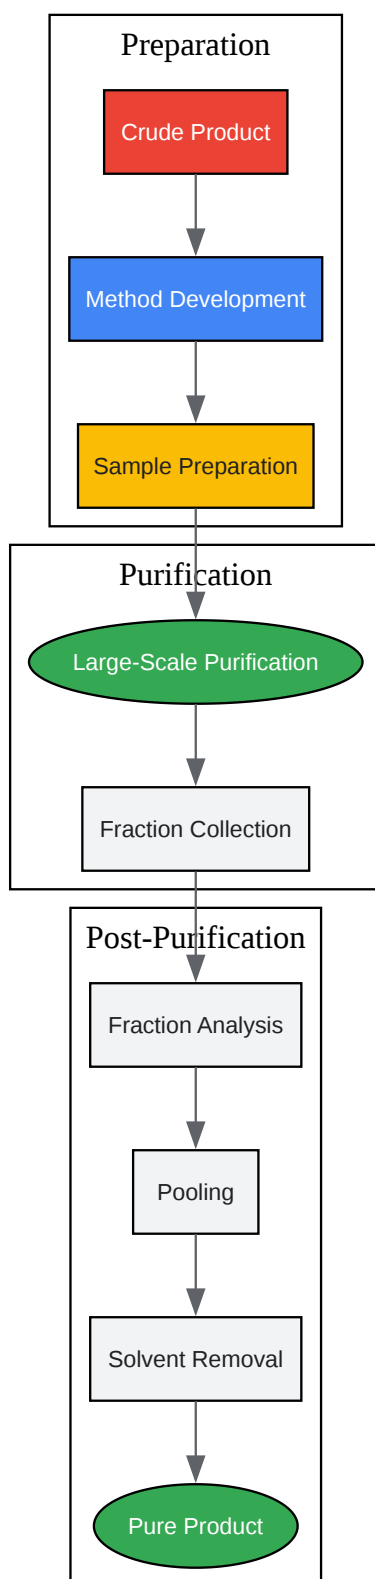 Preparation
Crude Product
Method Development
Sample Preparation
Purification
Large-Scale Purification
Fraction Collection
Post-Purification
Fraction Analysis
Pooling
Solvent Removal
Pure Product